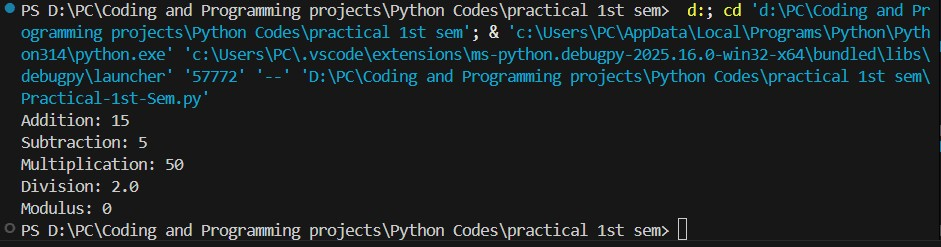 PS D:\PC\Coding and Programming projects\Python Codes\practical 1st sem>  d:; cd 'd:\PC\Coding and Pr
ogramming projects\Python Codes\practical 1st sem'; & 'c:\Users\PC\AppData\Local\Programs\Python\Pyth
on314\python.exe' 'c:\Users\PC\.vscode\extensions\ms-python.debugpy-2025.16.0-win32-x64\bundled\libs\
debugpy\launcher' '57772' '--' 'D:\PC\Coding and Programming projects\Python Codes\practical 1st sem\
Practical-1st-Sem.py'
Addition: 15
Subtraction: 5
Multiplication: 50
Division: 2.0
Modulus: 0
PS D:\PC\Coding and Programming projects\Python Codes\practical 1st sem>